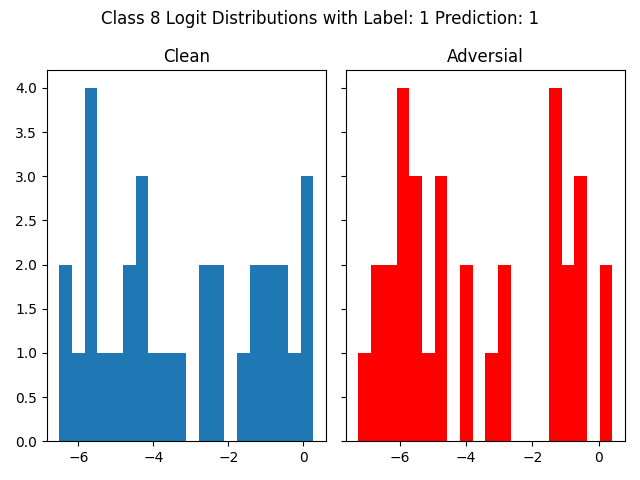 Class 8 Logit Distributions with Label: 1 Prediction: 1
Clean
Adversial
4.0
3.5
3.0
2.5
2.0
1.5
1.0
0.5
0.0
−6 −4 −2 0
−6 −4 −2 0